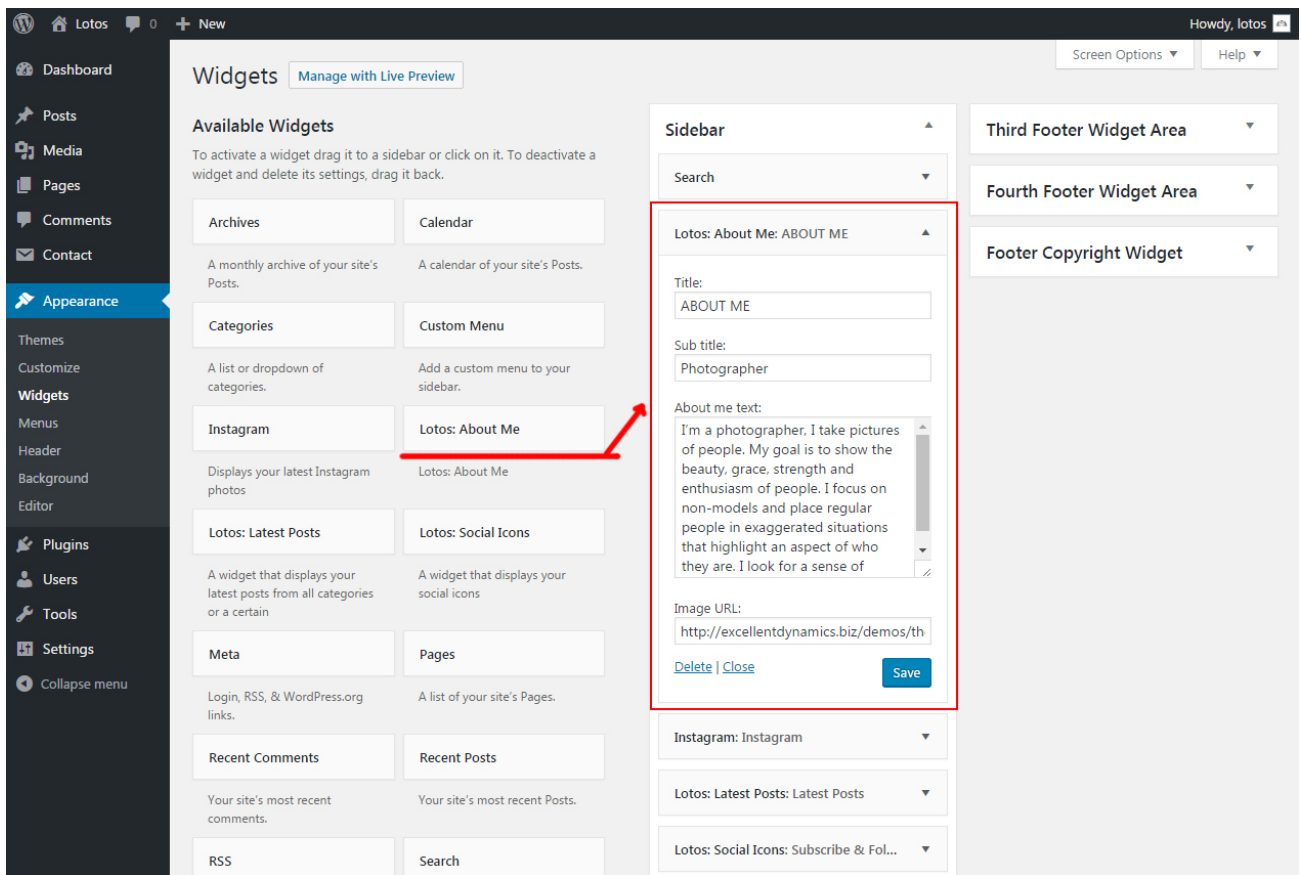 Lotos 0 New
Howdy, lotos
Screen Options
Help
Dashboard
Posts
Media
Pages
Comments
Contact
Appearance
Themes
Customize
Widgets
Menus
Header
Background
Editor
Plugins
Users
Tools
Settings
Collapse menu
Widgets
Manage with Live Preview
Available Widgets
To activate a widget drag it to a sidebar or click on it. To deactivate a
widget and delete its settings, drag it back.
Archives
A monthly archive of your site's
Posts.
Calendar
A calendar of your site's Posts.
Categories
A list or dropdown of
categories.
Custom Menu
Add a custom menu to your
sidebar.
Instagram
Displays your latest Instagram
photos
Lotos: About Me
Lotos: About Me
Lotos: Latest Posts
A widget that displays your
latest posts from all categories
or a certain
Lotos: Social Icons
A widget that displays your
social icons
Meta
Login, RSS, & WordPress.org
links.
Pages
A list of your site's Pages.
Recent Comments
Your site's most recent
comments.
Recent Posts
Your site's most recent Posts.
RSS
Search
Sidebar
Search
Lotos: About Me: ABOUT ME
Title:
ABOUT ME
Sub title:
Photographer
About me text:
I'm a photographer, I take pictures
of people. My goal is to show the
beauty, grace, strength and
enthusiasm of people. I focus on
non-models and place regular
people in exaggerated situations
that highlight an aspect of who
they are. I look for a sense of
Image URL:
http://excellentdynamics.biz/demos/th
Delete | Close
Save
Instagram: Instagram
Lotos: Latest Posts: Latest Posts
Lotos: Social Icons: Subscribe & Fol...
Third Footer Widget Area
Fourth Footer Widget Area
Footer Copyright Widget